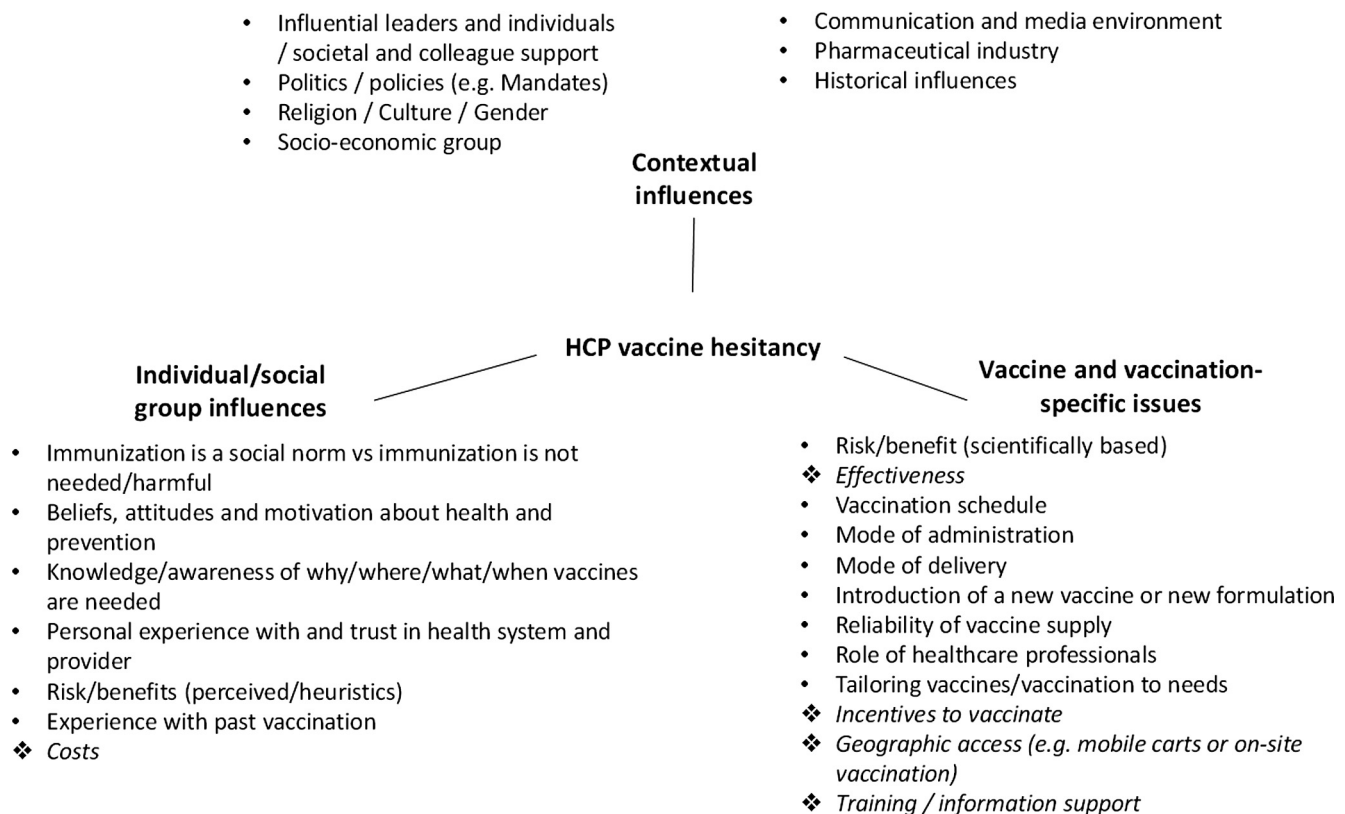 • Influential leaders and individuals
/ societal and colleague support
• Politics / policies (e.g. Mandates)
• Religion / Culture / Gender
• Socio-economic group
• Communication and media environment
• Pharmaceutical industry
• Historical influences
Contextual
influences
HCP vaccine hesitancy
Individual/social
group influences
• Immunization is a social norm vs immunization is not
needed/harmful
• Beliefs, attitudes and motivation about health and
prevention
• Knowledge/awareness of why/where/what/when vaccines
are needed
• Personal experience with and trust in health system and
provider
• Risk/benefits (perceived/heuristics)
• Experience with past vaccination
❖ Costs
Vaccine and vaccination-
specific issues
• Risk/benefit (scientifically based)
❖ Effectiveness
• Vaccination schedule
• Mode of administration
• Mode of delivery
• Introduction of a new vaccine or new formulation
• Reliability of vaccine supply
• Role of healthcare professionals
• Tailoring vaccines/vaccination to needs
❖ Incentives to vaccinate
❖ Geographic access (e.g. mobile carts or on-site
vaccination)
❖ Training / information support